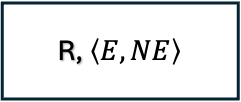 R, ⟨E, NE⟩